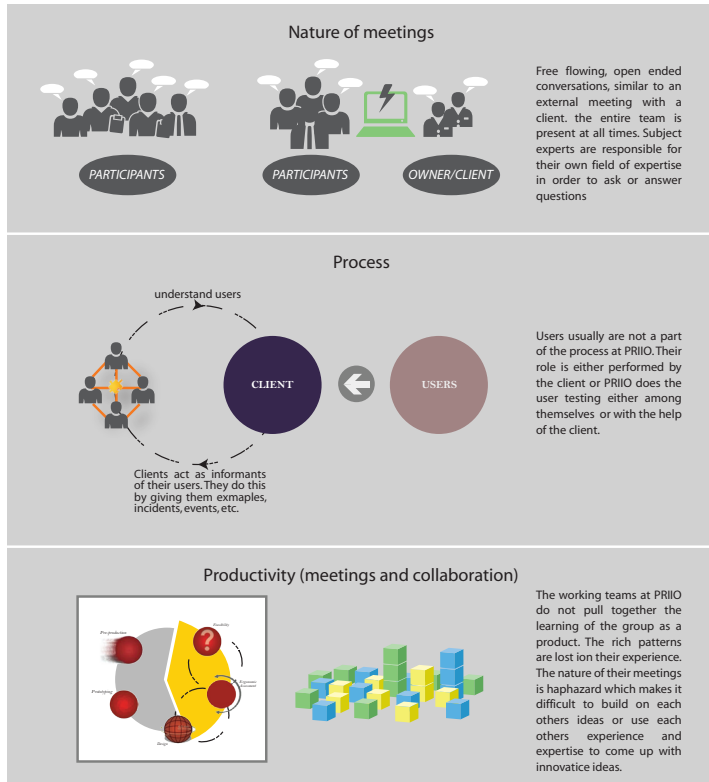 Nature of meetings
PARTICIPANTS
PARTICIPANTS
OWNER/CLIENT
Free flowing, open ended
conversations, similar to an
external meeting with a
client. the entire team is
present at all times. Subject
experts are responsible for
their own field of expertise
in order to ask or answer
questions
Process
understand users
CLIENT
USERS
Clients act as informants
of their users. They do this
by giving them exmaples,
incidents, events, etc.
Users usually are not a part
of the process at PRIIO. Their
role is either performed by
the client or PRIIO does the
user testing either among
themselves or with the help
of the client.
Productivity (meetings and collaboration)
Pre-production
Feasibility
?
Prototyping
Ergonomic
Design
The working teams at PRIIO
do not pull together the
learning of the group as a
product. The rich patterns
are lost ion their experience.
The nature of their meetings
is haphazard which makes it
difficult to build on each
others ideas or use each
others experience and
expertise to come up with
innovatice ideas.